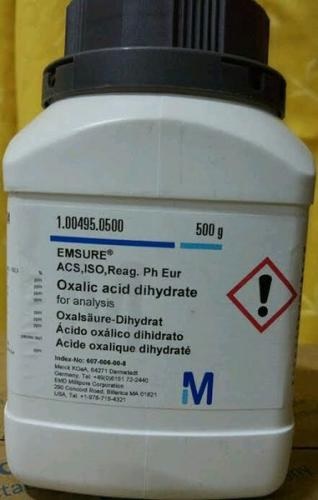 1.00495.0500 500 g
EMSURE®
ACS,ISO,Reag. Ph Eur
Oxalic acid dihydrate
for analysis
Oxalsäure-Dihydrat
Ácido oxálico dihidrato
Acide oxalique dihydraté
Index-No: 607-006-00-8
Merck KGaA, 64271 Darmstadt
Germany, Tel. +49(0)6151 72-2440
EMD Millipore Corporation
290 Concord Road, Billerica MA 01821
USA, Tel. +1-978-715-4321
M